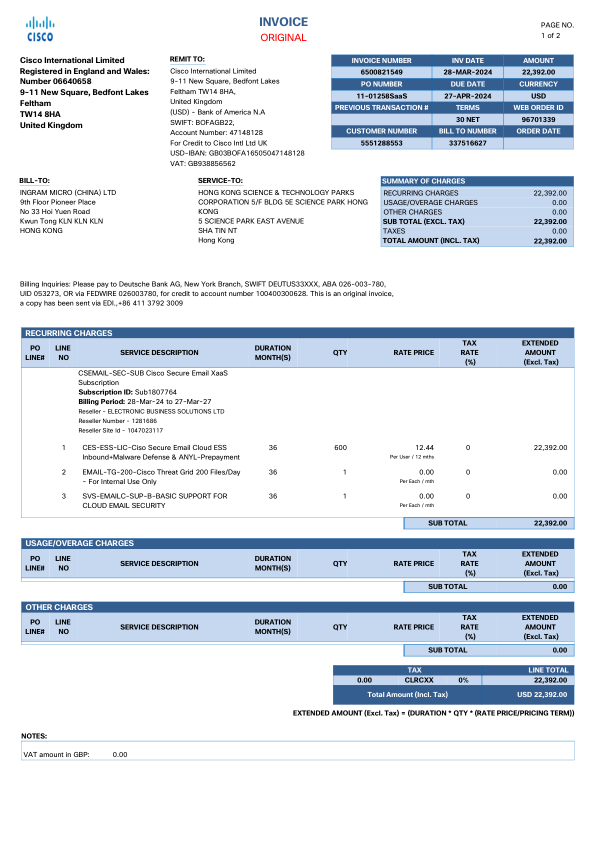 CISCO
INVOICE
ORIGINAL
PAGE NO.
1 of 2
Cisco International Limited
Registered in England and Wales:
Number 06640658
9-11 New Square, Bedfont Lakes
Feltham
TW14 8HA
United Kingdom
REMIT TO:
Cisco International Limited
9-11 New Square, Bedfont Lakes
Feltham TW14 8HA,
United Kingdom
(USD) - Bank of America N.A
SWIFT: BOFAGB22,
Account Number: 47148128
For Credit to Cisco Intl Ltd UK
USD-IBAN: GB03BOFA16505047148128
VAT: GB938856562
INVOICE NUMBER INV DATE AMOUNT
6500821549 28-MAR-2024 22,392.00
PO NUMBER DUE DATE CURRENCY
11-01258SaaS 27-APR-2024 USD
PREVIOUS TRANSACTION # TERMS WEB ORDER ID
30 NET 96701339
CUSTOMER NUMBER BILL TO NUMBER ORDER DATE
5551288553 337516627
BILL-TO:
INGRAM MICRO (CHINA) LTD
9th Floor Pioneer Place
No 33 Hoi Yuen Road
Kwun Tong KLN KLN KLN
HONG KONG
SERVICE-TO:
HONG KONG SCIENCE & TECHNOLOGY PARKS
CORPORATION 5/F BLDG 5E SCIENCE PARK HONG
KONG
5 SCIENCE PARK EAST AVENUE
SHA TIN NT
Hong Kong
SUMMARY OF CHARGES
RECURRING CHARGES 22,392.00
USAGE/OVERAGE CHARGES 0.00
OTHER CHARGES 0.00
SUB TOTAL (EXCL. TAX) 22,392.00
TAXES 0.00
TOTAL AMOUNT (INCL. TAX) 22,392.00
Billing Inquiries: Please pay to Deutsche Bank AG, New York Branch, SWIFT DEUTUS33XXX, ABA 026-003-780,
UID 053273, OR via FEDWIRE 026003780, for credit to account number 100400300628. This is an original invoice,
a copy has been sent via EDI.,+86 411 3792 3009
RECURRING CHARGES
PO LINE# LINE NO SERVICE DESCRIPTION DURATION MONTH(S) QTY RATE PRICE TAX RATE (%) EXTENDED AMOUNT (Excl. Tax)
CSEMAIL-SEC-SUB Cisco Secure Email XaaS
Subscription
Subscription ID: Sub1807764
Billing Period: 28-Mar-24 to 27-Mar-27
Reseller - ELECTRONIC BUSINESS SOLUTIONS LTD
Reseller Number - 1281686
Reseller Site Id - 1047023117
1 CES-ESS-LIC-Ciso Secure Email Cloud ESS 36 600 12.44 0 22,392.00
Inbound+Malware Defense & ANYL-Prepayment Per User / 12 mths
2 EMAIL-TG-200-Cisco Threat Grid 200 Files/Day 36 1 0.00 0 0.00
- For Internal Use Only Per Each / mth
3 SVS-EMAILC-SUP-B-BASIC SUPPORT FOR 36 1 0.00 0 0.00
CLOUD EMAIL SECURITY Per Each / mth
SUB TOTAL 22,392.00
USAGE/OVERAGE CHARGES
PO LINE# LINE NO SERVICE DESCRIPTION DURATION MONTH(S) QTY RATE PRICE TAX RATE (%) EXTENDED AMOUNT (Excl. Tax)
SUB TOTAL 0.00
OTHER CHARGES
PO LINE# LINE NO SERVICE DESCRIPTION DURATION MONTH(S) QTY RATE PRICE TAX RATE (%) EXTENDED AMOUNT (Excl. Tax)
SUB TOTAL 0.00
TAX LINE TOTAL
0.00 CLRCXX 0% 22,392.00
Total Amount (Incl. Tax) USD 22,392.00
EXTENDED AMOUNT (Excl. Tax) = (DURATION * QTY * (RATE PRICE/PRICING TERM))
NOTES:
VAT amount in GBP: 0.00